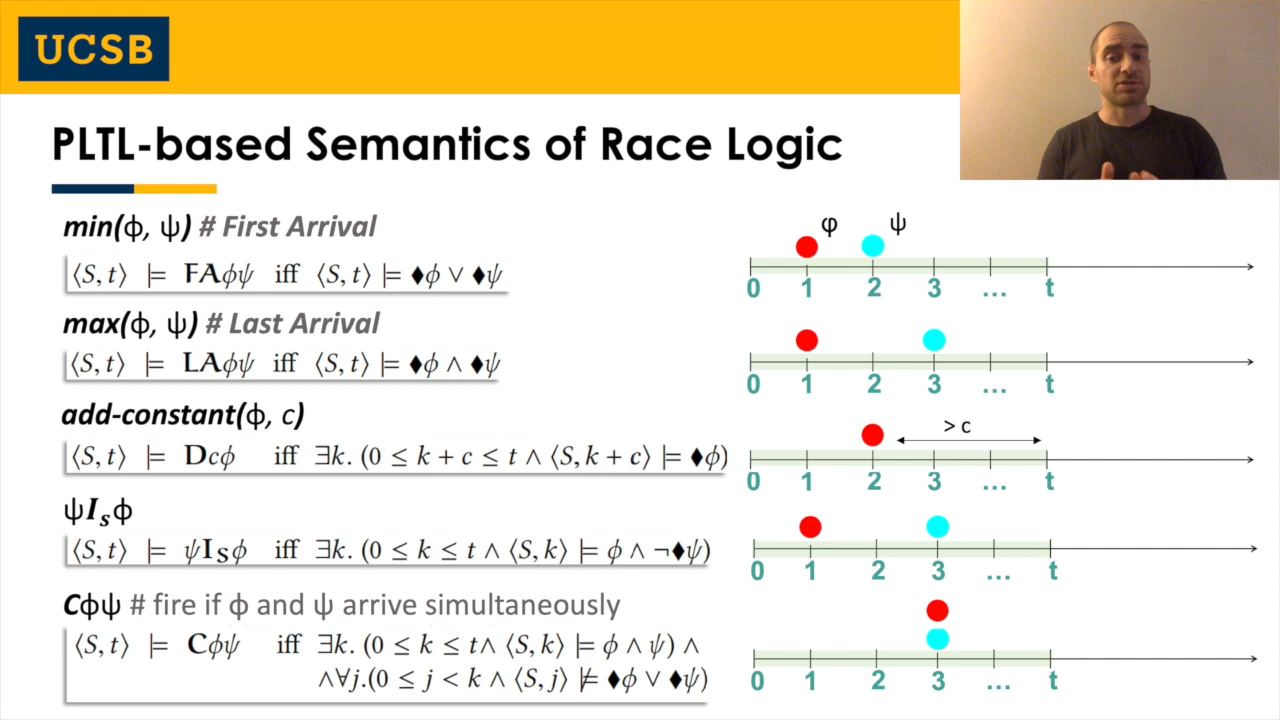 UCSB
PLTL-based Semantics of Race Logic
min(ϕ, ψ) # First Arrival
⟨S, t⟩ |= FAϕψ iff ⟨S, t⟩ |= ♦ϕ ∨ ♦ψ
φ ψ
0 1 2 3 ... t
max(ϕ, ψ) # Last Arrival
⟨S, t⟩ |= LAϕψ iff ⟨S, t⟩ |= ♦ϕ ∧ ♦ψ
0 1 2 3 ... t
add-constant(ϕ, c)
⟨S, t⟩ |= Dcϕ iff ∃k. (0 ≤ k + c ≤ t ∧ ⟨S, k + c⟩ |= ♦ϕ)
> c
0 1 2 3 ... t
ψIsϕ
⟨S, t⟩ |= ψISϕ iff ∃k. (0 ≤ k ≤ t ∧ ⟨S, k⟩ |= ϕ ∧ ¬♦ψ)
0 1 2 3 ... t
Cϕψ # fire if ϕ and ψ arrive simultaneously
⟨S, t⟩ |= Cϕψ iff ∃k. (0 ≤ k ≤ t∧ ⟨S, k⟩ |= ϕ ∧ ψ) ∧
∧∀j.(0 ≤ j < k ∧ ⟨S, j⟩ |≠ ♦ϕ ∨ ♦ψ)
0 1 2 3 ... t